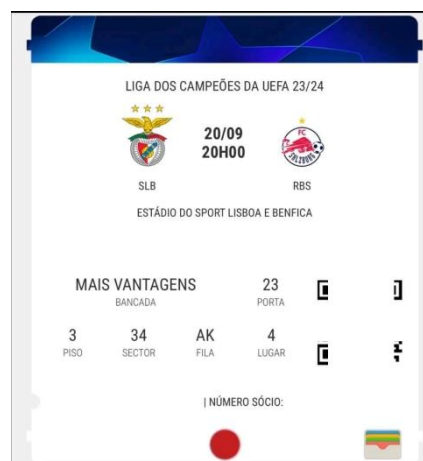 LIGA DOS CAMPEÕES DA UEFA 23/24
20/09
20H00
FC
SLB
RBS
ESTÁDIO DO SPORT LISBOA E BENFICA
MAIS VANTAGENS
BANCADA
23
PORTA
3
PISO
34
SECTOR
AK
FILA
4
LUGAR
| NÚMERO SÓCIO: